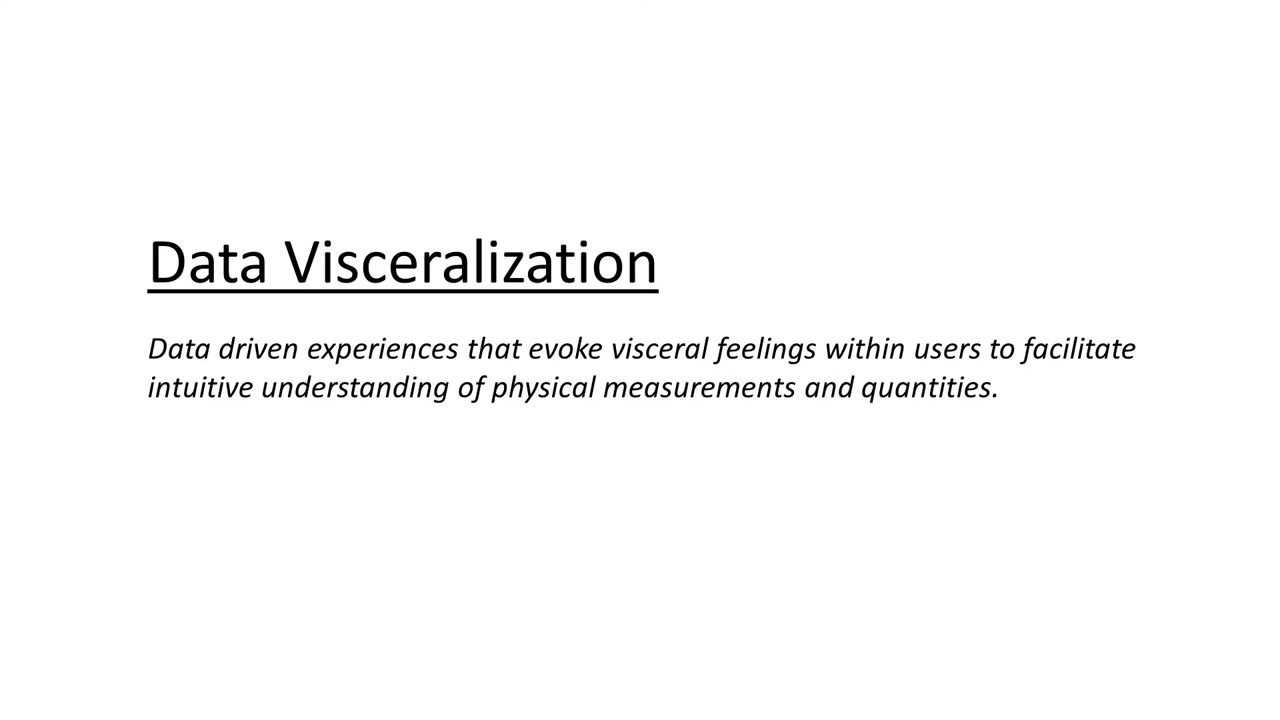 Data Visceralization
Data driven experiences that evoke visceral feelings within users to facilitate
intuitive understanding of physical measurements and quantities.